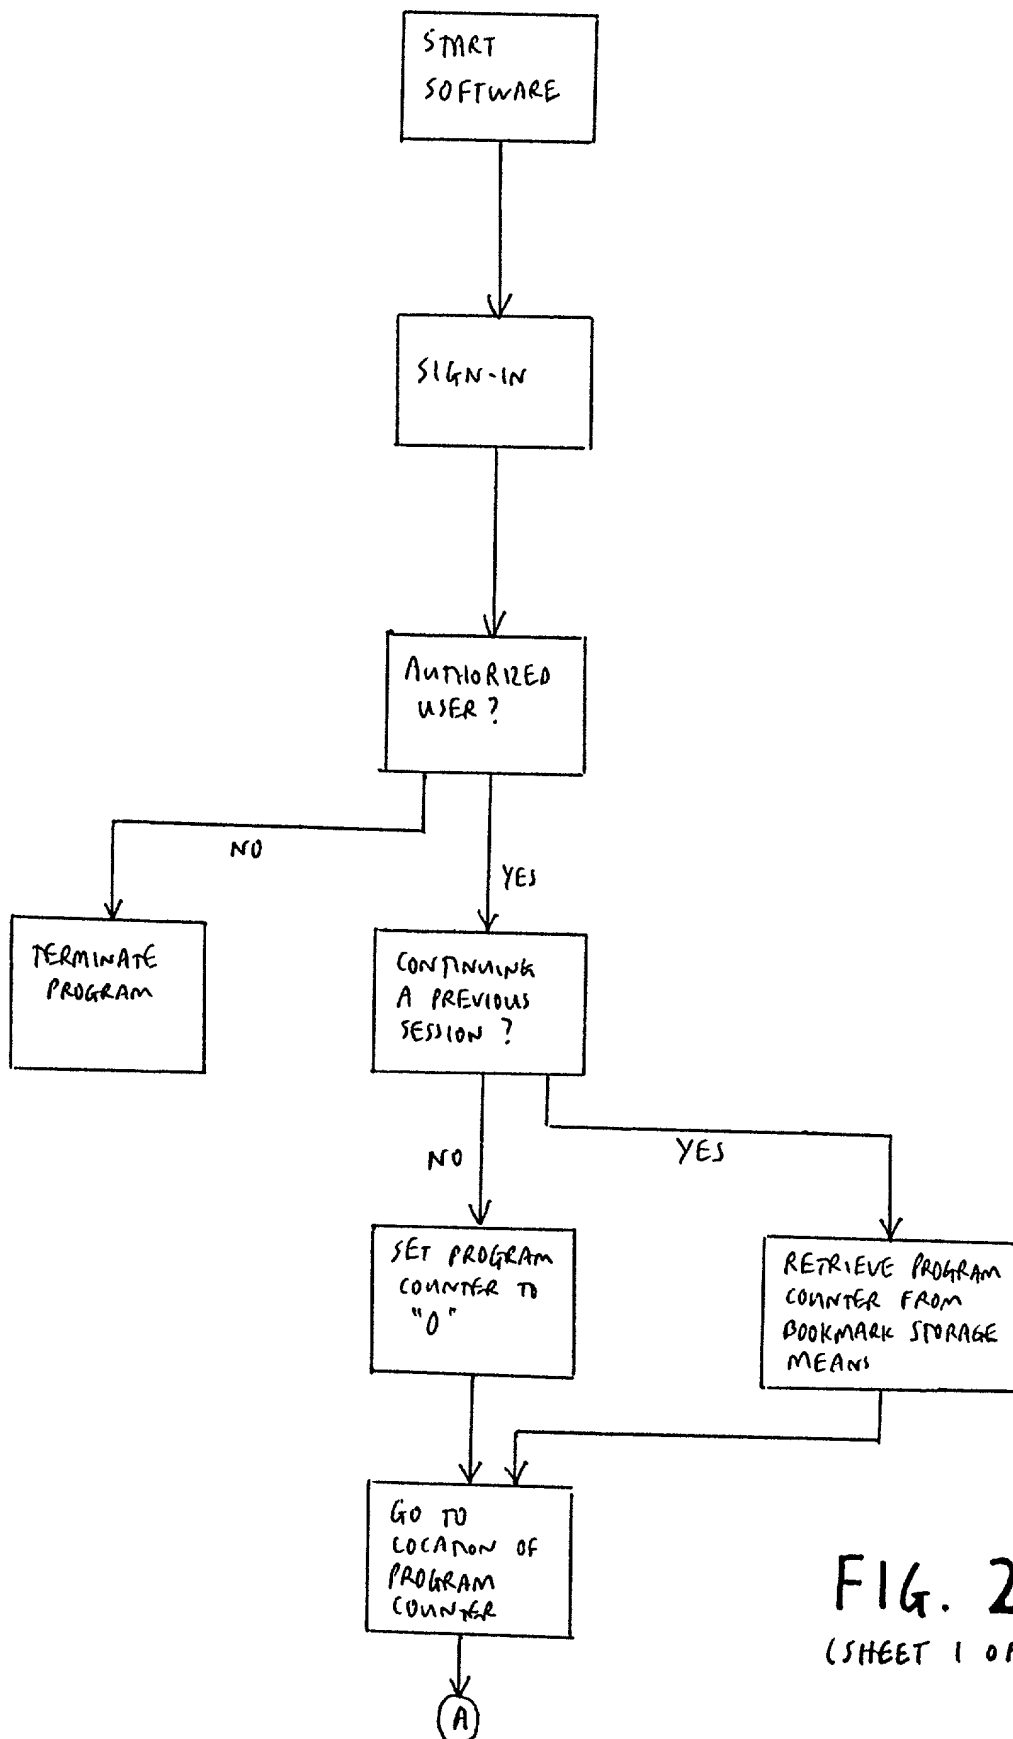 START
SOFTWARE
SIGN-IN
AUTHORIZED
USER?
NO
YES
TERMINATE
PROGRAM
CONTINUING
A PREVIOUS
SESSION?
NO
YES
SET PROGRAM
COUNTER TO
"0"
RETRIEVE PROGRAM
COUNTER FROM
BOOKMARK STORAGE
MEANS
GO TO
LOCATION OF
PROGRAM
COUNTER
FIG. 2
(SHEET 1 OF
A